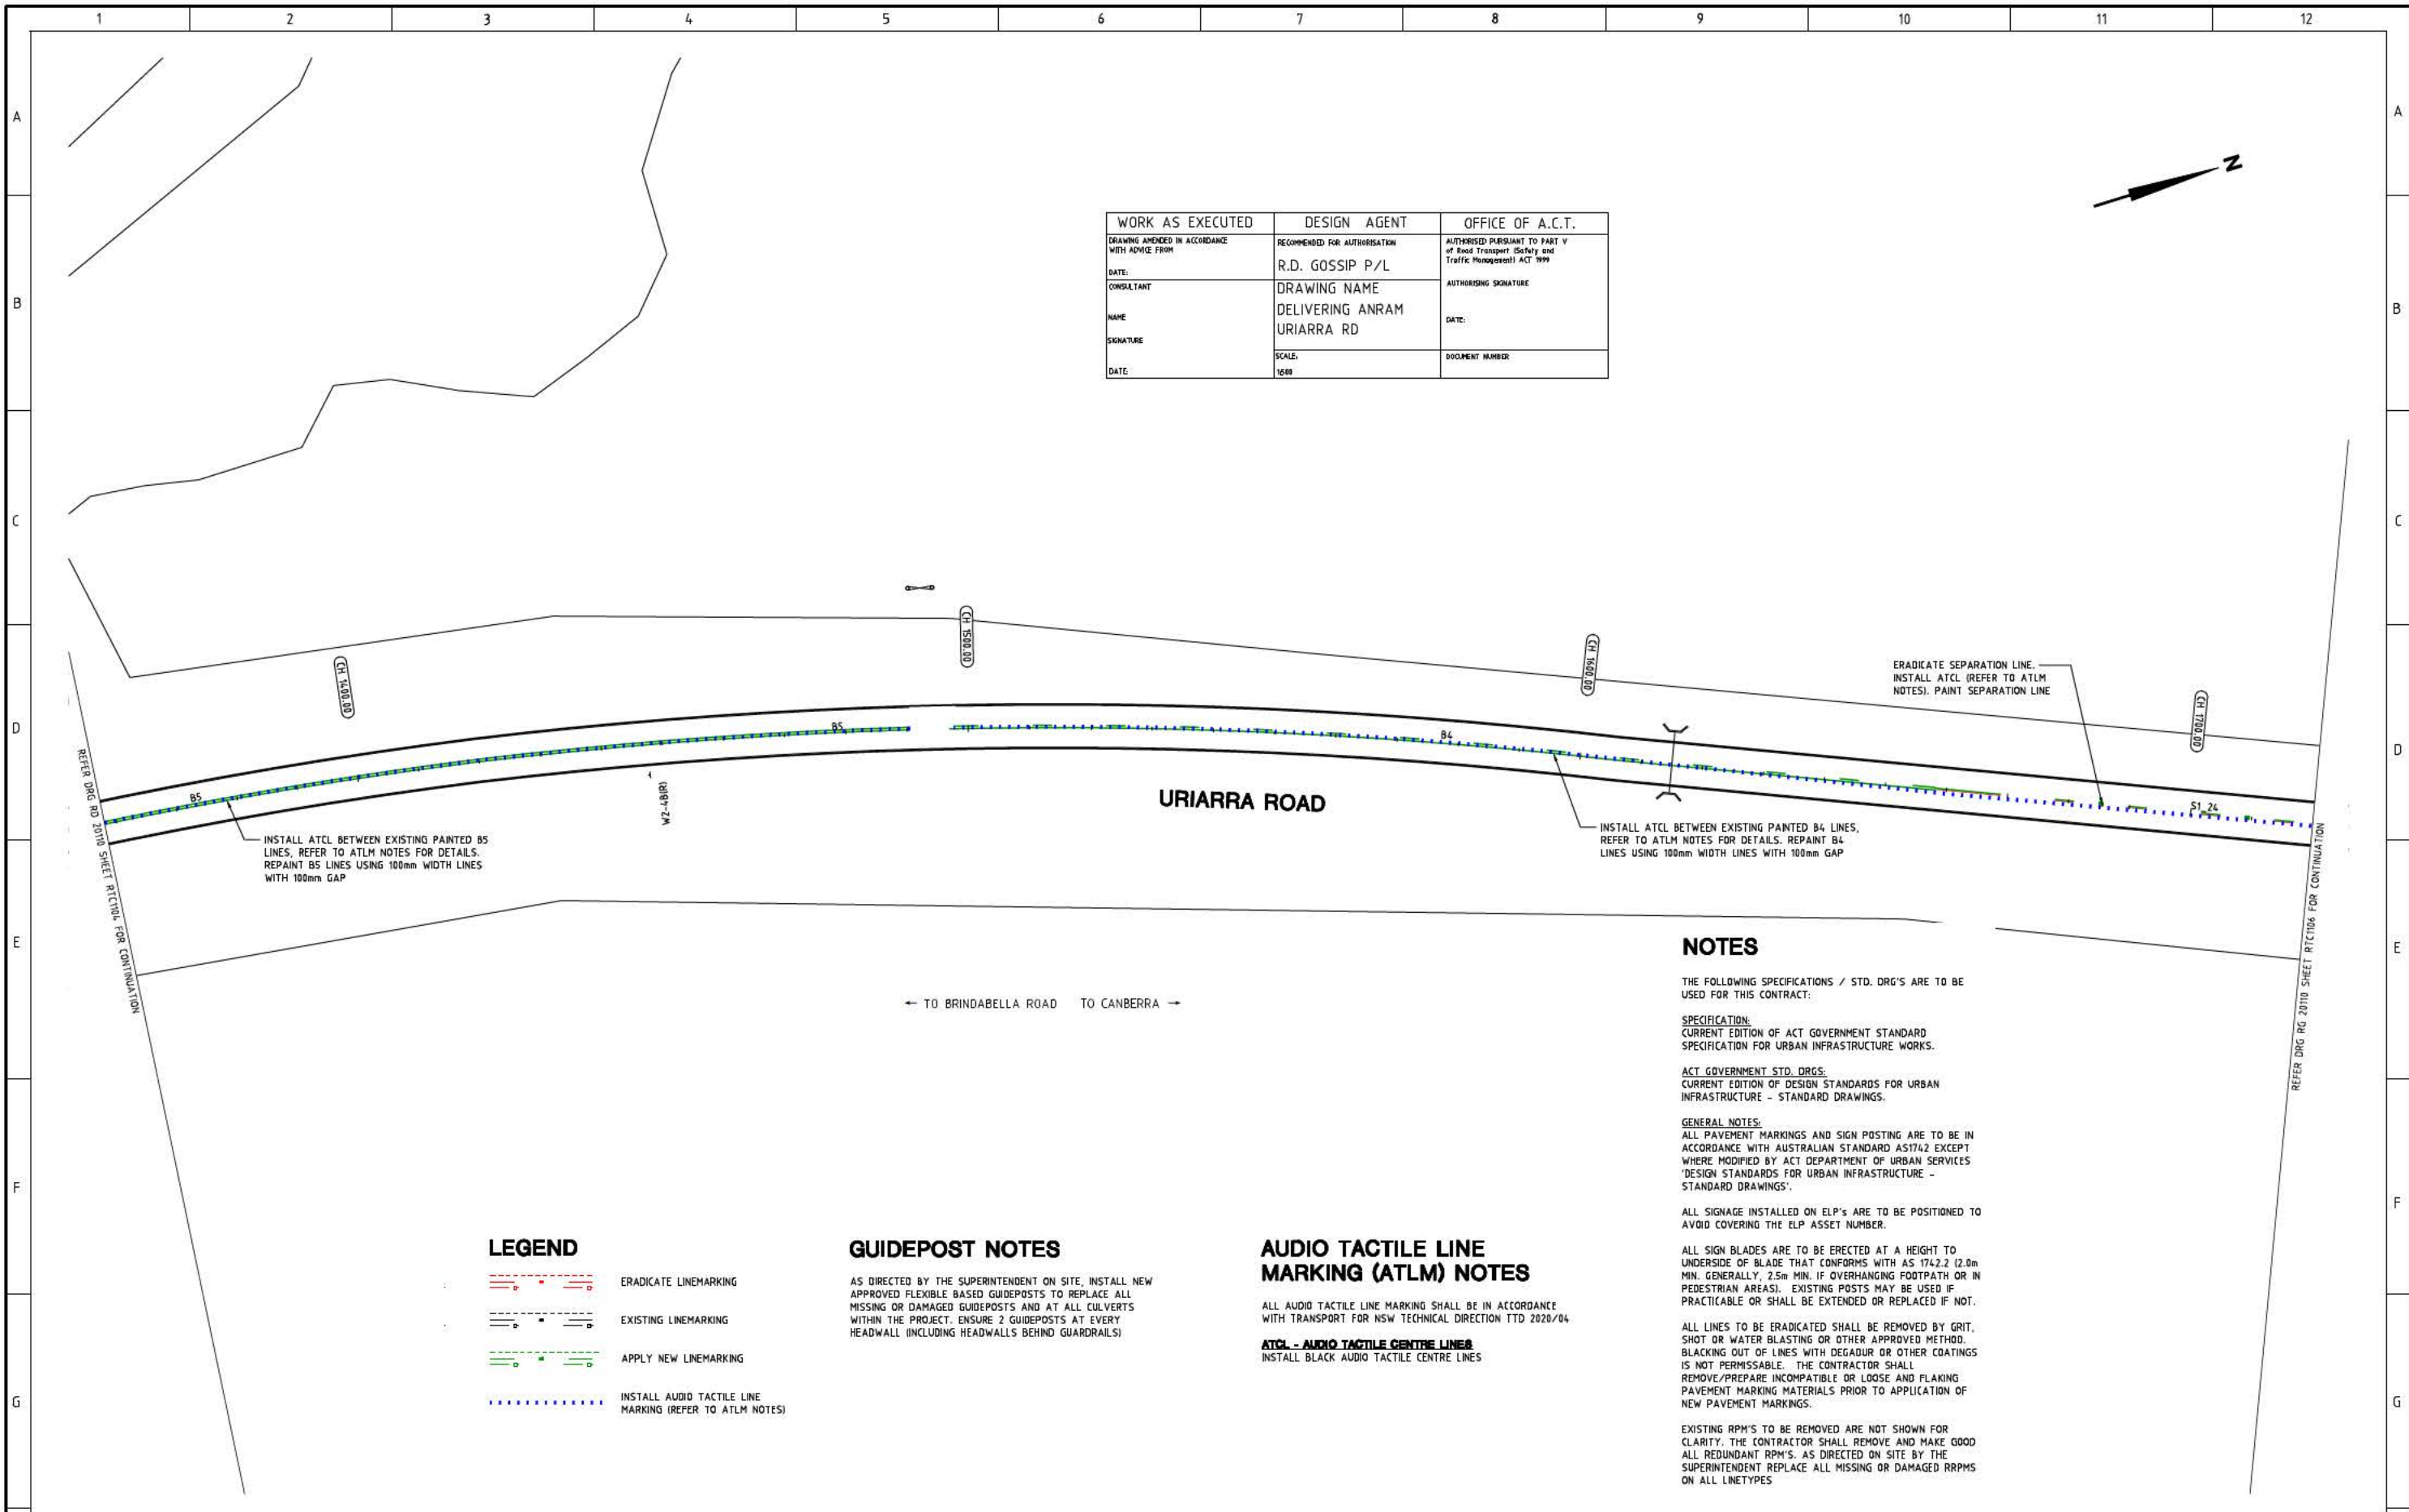 1 2 3 4 5 6 7 8 9 10 11 12
A A
B B
C C
D D
E E
F F
G G
N
WORK AS EXECUTED
DRAWING AMENDED IN ACCORDANCE
WITH ADVICE FROM
DATE:
CONSULTANT
NAME
SIGNATURE
DATE:
DESIGN AGENT
RECOMMENDED FOR AUTHORISATION
R.D. GOSSIP P/L
DRAWING NAME
DELIVERING ANRAM
URIARRA RD
SCALE:
OFFICE OF A.C.T.
AUTHORISED PURSUANT TO PART V
of Road Transport (Safety and
Traffic Management) ACT 1999
AUTHORISING SIGNATURE
DATE:
DOCUMENT NUMBER
CH 1400.00
CH 1500.00
CH 1600.00
CH 1700.00
ERADICATE SEPARATION LINE.
INSTALL ATCL (REFER TO ATLM
NOTES). PAINT SEPARATION LINE
B5
B5
B4
S1_24
W2-4B(R)
URIARRA ROAD
INSTALL ATCL BETWEEN EXISTING PAINTED B5
LINES, REFER TO ATLM NOTES FOR DETAILS.
REPAINT B5 LINES USING 100mm WIDTH LINES
WITH 100mm GAP
INSTALL ATCL BETWEEN EXISTING PAINTED B4 LINES,
REFER TO ATLM NOTES FOR DETAILS. REPAINT B4
LINES USING 100mm WIDTH LINES WITH 100mm GAP
REFER DRG RD 20110 SHEET RTC1104 FOR CONTINUATION
REFER DRG RG 20110 SHEET RTC1106 FOR CONTINUATION
← TO BRINDABELLA ROAD TO CANBERRA →
LEGEND
ERADICATE LINEMARKING
EXISTING LINEMARKING
APPLY NEW LINEMARKING
INSTALL AUDIO TACTILE LINE
MARKING (REFER TO ATLM NOTES)
GUIDEPOST NOTES
AS DIRECTED BY THE SUPERINTENDENT ON SITE, INSTALL NEW
APPROVED FLEXIBLE BASED GUIDEPOSTS TO REPLACE ALL
MISSING OR DAMAGED GUIDEPOSTS AND AT ALL CULVERTS
WITHIN THE PROJECT. ENSURE 2 GUIDEPOSTS AT EVERY
HEADWALL (INCLUDING HEADWALLS BEHIND GUARDRAILS)
AUDIO TACTILE LINE
MARKING (ATLM) NOTES
ALL AUDIO TACTILE LINE MARKING SHALL BE IN ACCORDANCE
WITH TRANSPORT FOR NSW TECHNICAL DIRECTION TTD 2020/04
ATCL - AUDIO TACTILE CENTRE LINES
INSTALL BLACK AUDIO TACTILE CENTRE LINES
NOTES
THE FOLLOWING SPECIFICATIONS / STD. DRG'S ARE TO BE
USED FOR THIS CONTRACT:
SPECIFICATION:
CURRENT EDITION OF ACT GOVERNMENT STANDARD
SPECIFICATION FOR URBAN INFRASTRUCTURE WORKS.
ACT GOVERNMENT STD. DRGS:
CURRENT EDITION OF DESIGN STANDARDS FOR URBAN
INFRASTRUCTURE - STANDARD DRAWINGS.
GENERAL NOTES:
ALL PAVEMENT MARKINGS AND SIGN POSTING ARE TO BE IN
ACCORDANCE WITH AUSTRALIAN STANDARD AS1742 EXCEPT
WHERE MODIFIED BY ACT DEPARTMENT OF URBAN SERVICES
'DESIGN STANDARDS FOR URBAN INFRASTRUCTURE -
STANDARD DRAWINGS'.
ALL SIGNAGE INSTALLED ON ELP's ARE TO BE POSITIONED TO
AVOID COVERING THE ELP ASSET NUMBER.
ALL SIGN BLADES ARE TO BE ERECTED AT A HEIGHT TO
UNDERSIDE OF BLADE THAT CONFORMS WITH AS 1742.2 (2.0m
MIN. GENERALLY, 2.5m MIN. IF OVERHANGING FOOTPATH OR IN
PEDESTRIAN AREAS). EXISTING POSTS MAY BE USED IF
PRACTICABLE OR SHALL BE EXTENDED OR REPLACED IF NOT.
ALL LINES TO BE ERADICATED SHALL BE REMOVED BY GRIT,
SHOT OR WATER BLASTING OR OTHER APPROVED METHOD.
BLACKING OUT OF LINES WITH DEGADUR OR OTHER COATINGS
IS NOT PERMISSABLE. THE CONTRACTOR SHALL
REMOVE/PREPARE INCOMPATIBLE OR LOOSE AND FLAKING
PAVEMENT MARKING MATERIALS PRIOR TO APPLICATION OF
NEW PAVEMENT MARKINGS.
EXISTING RPM'S TO BE REMOVED ARE NOT SHOWN FOR
CLARITY. THE CONTRACTOR SHALL REMOVE AND MAKE GOOD
ALL REDUNDANT RPM'S. AS DIRECTED ON SITE BY THE
SUPERINTENDENT REPLACE ALL MISSING OR DAMAGED RRPMS
ON ALL LINETYPES